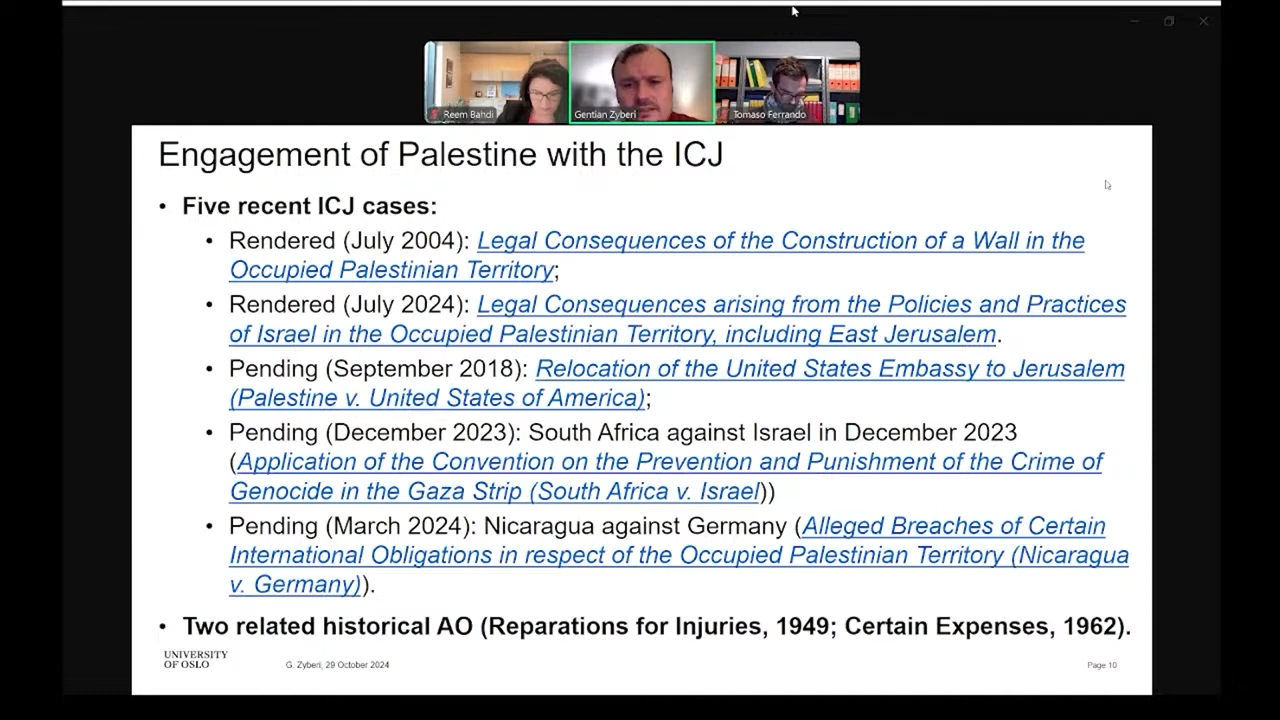 Reem Bahdi
Gentian Zyberi
Tomaso Ferrando
Engagement of Palestine with the ICJ
• Five recent ICJ cases:
• Rendered (July 2004): Legal Consequences of the Construction of a Wall in the
Occupied Palestinian Territory;
• Rendered (July 2024): Legal Consequences arising from the Policies and Practices
of Israel in the Occupied Palestinian Territory, including East Jerusalem.
• Pending (September 2018): Relocation of the United States Embassy to Jerusalem
(Palestine v. United States of America);
• Pending (December 2023): South Africa against Israel in December 2023
(Application of the Convention on the Prevention and Punishment of the Crime of
Genocide in the Gaza Strip (South Africa v. Israel))
• Pending (March 2024): Nicaragua against Germany (Alleged Breaches of Certain
International Obligations in respect of the Occupied Palestinian Territory (Nicaragua
v. Germany)).
• Two related historical AO (Reparations for Injuries, 1949; Certain Expenses, 1962).
UNIVERSITY
OF OSLO
G. Zyberi, 29 October 2024
Page 10